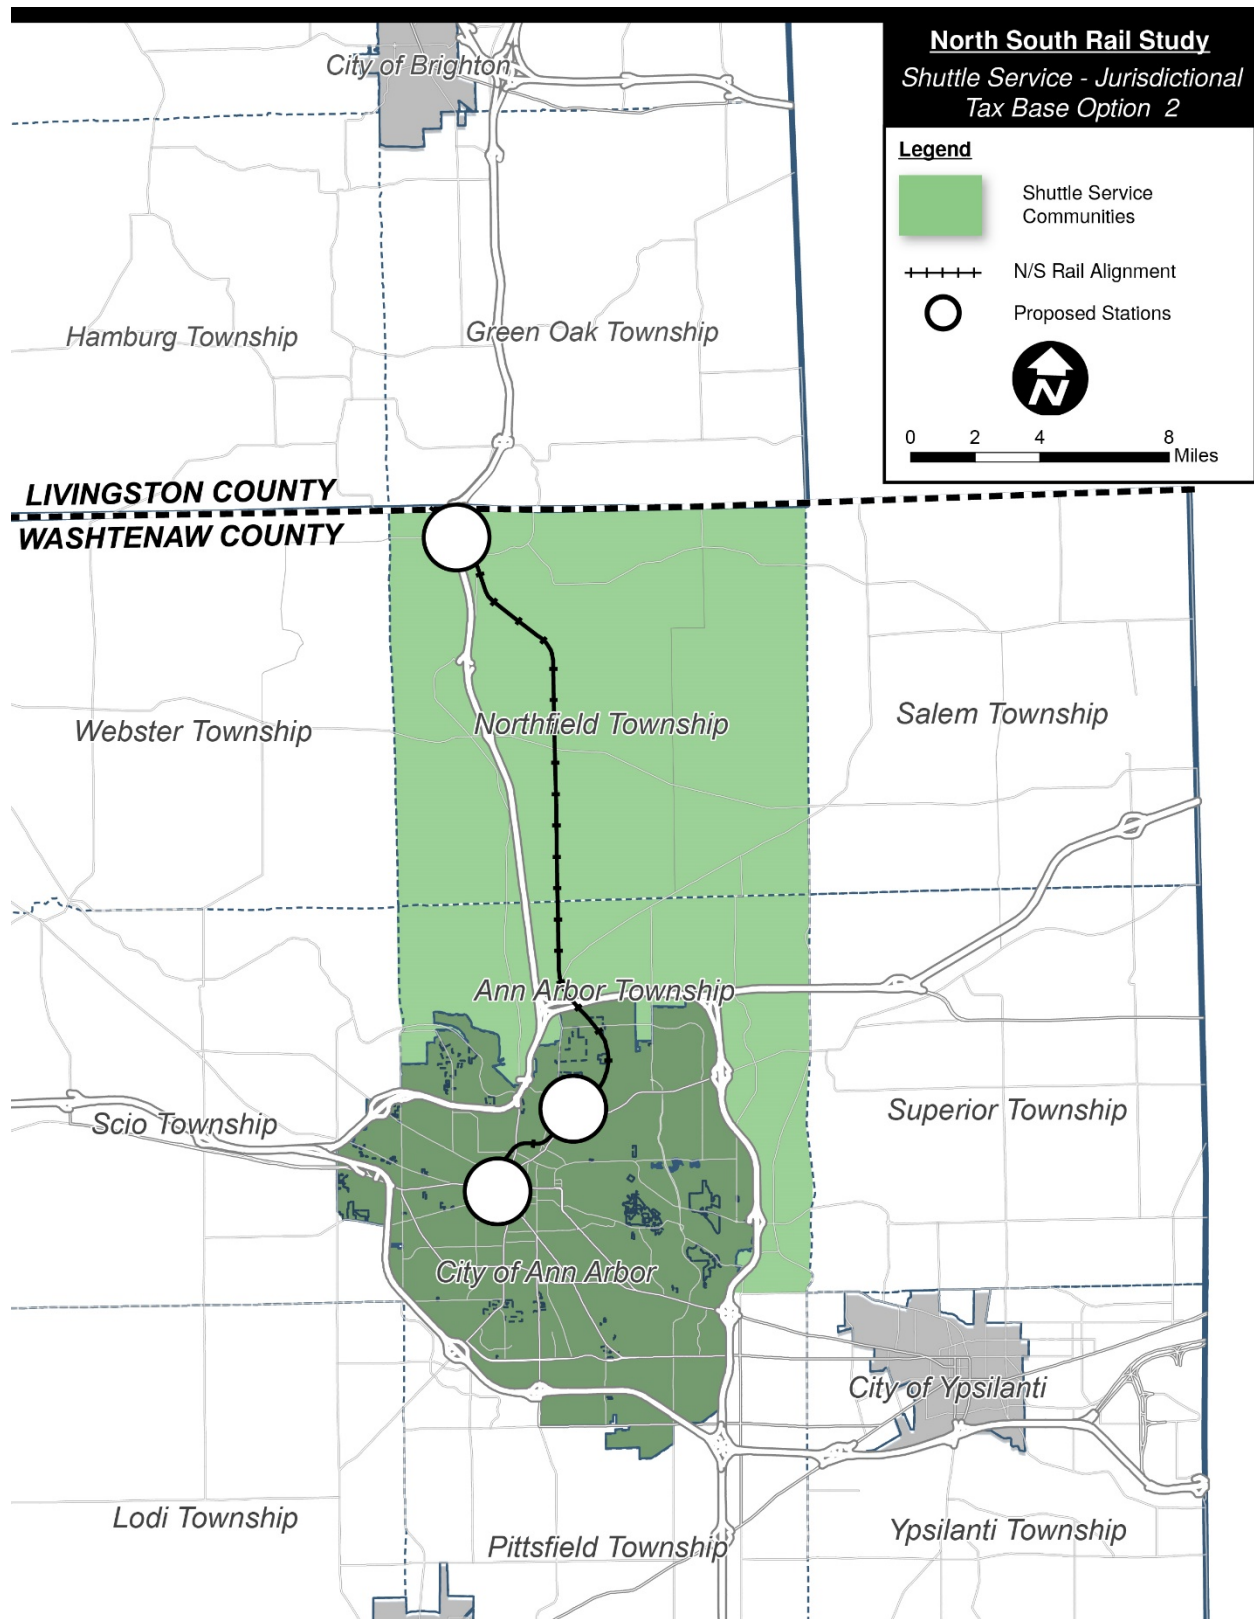 North South Rail Study
Shuttle Service - Jurisdictional
Tax Base Option 2
Legend
Shuttle Service
Communities
N/S Rail Alignment
Proposed Stations
N
0 2 4 8
Miles
City of Brighton
Hamburg Township
Green Oak Township
LIVINGSTON COUNTY
WASHTENAW COUNTY
Webster Township
Northfield Township
Salem Township
Ann Arbor Township
Scio Township
Superior Township
City of Ann Arbor
City of Ypsilanti
Lodi Township
Pittsfield Township
Ypsilanti Township